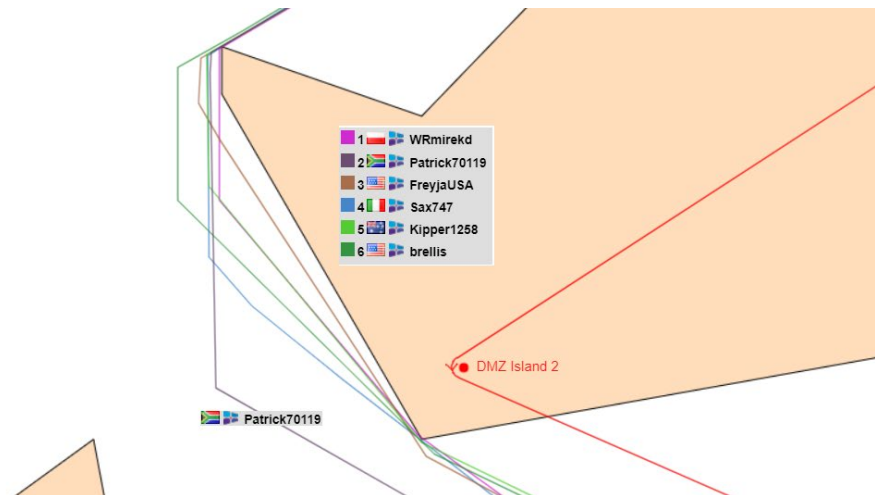 1 WRmirekd
2 Patrick70119
3 FreyjaUSA
4 Sax747
5 Kipper1258
6 brellis
DMZ Island 2
Patrick70119